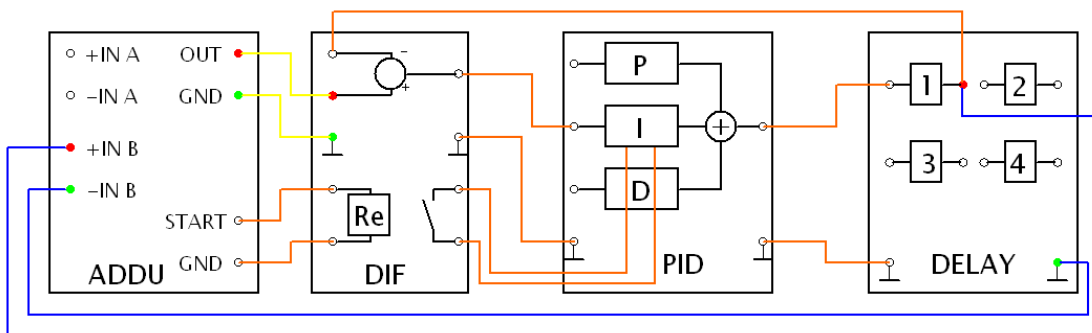 +IN A
OUT
-IN A
GND
+IN B
-IN B
START
GND
ADDU
-
+
Re
DIF
P
I
D
+
PID
1
2
3
4
DELAY